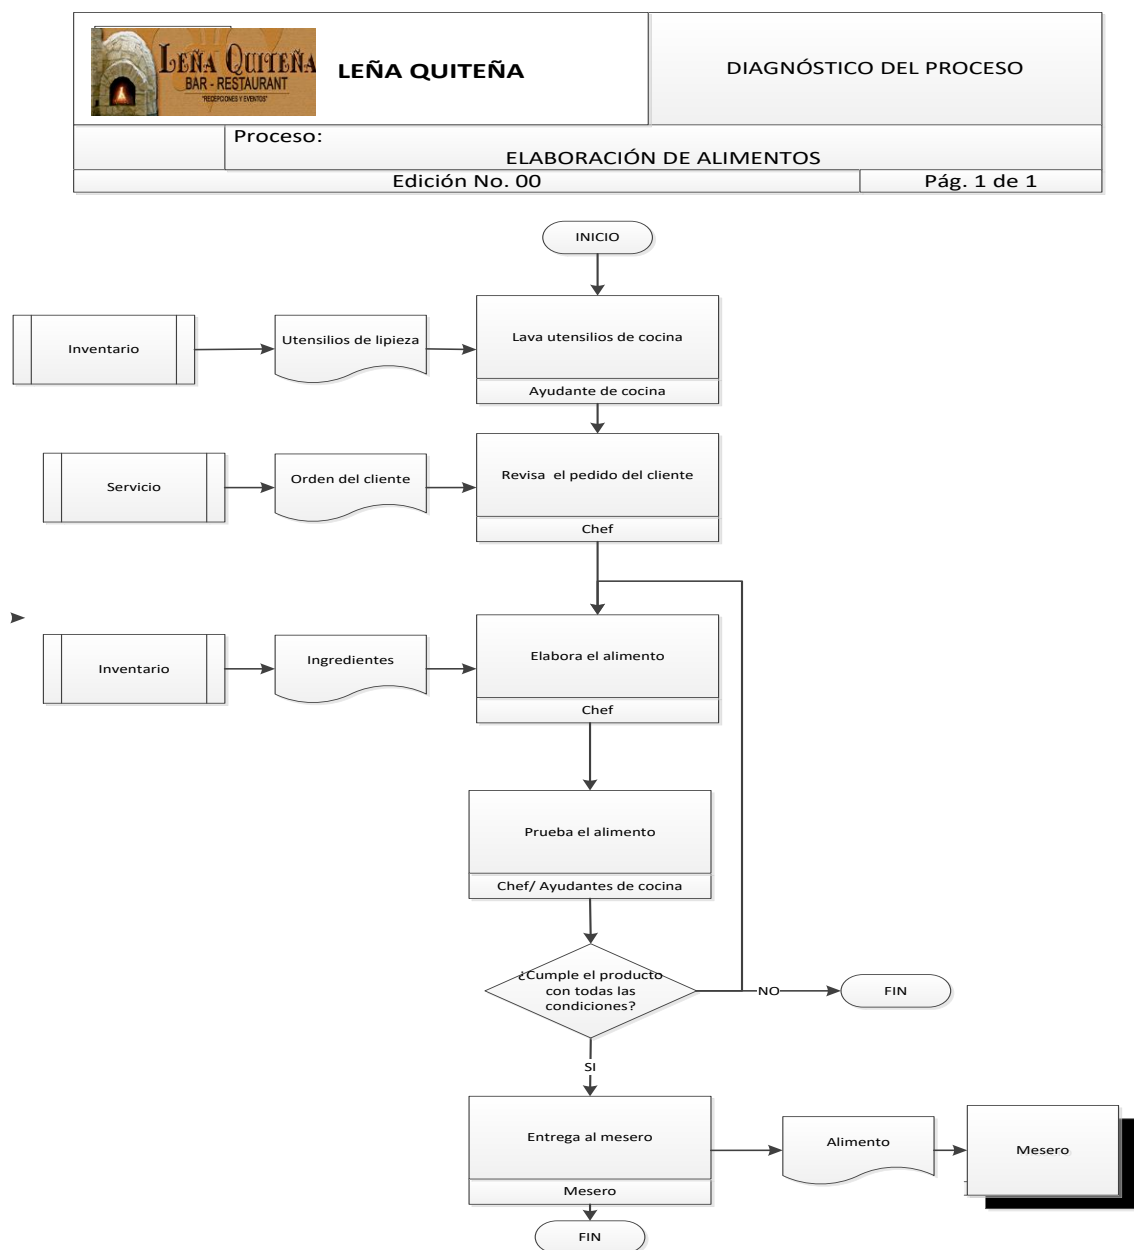 LEÑA QUITEÑA
BAR - RESTAURANT
"RECEPCIONES Y EVENTOS"
LEÑA QUITEÑA
DIAGNÓSTICO DEL PROCESO
Proceso:
ELABORACIÓN DE ALIMENTOS
Edición No. 00
Pág. 1 de 1
INICIO
Inventario
Utensilios de lipieza
Lava utensilios de cocina
Ayudante de cocina
Servicio
Orden del cliente
Revisa el pedido del cliente
Chef
Inventario
Ingredientes
Elabora el alimento
Chef
Prueba el alimento
Chef/ Ayudantes de cocina
¿Cumple el producto
con todas las
condiciones?
NO
FIN
SI
Entrega al mesero
Mesero
Alimento
Mesero
FIN